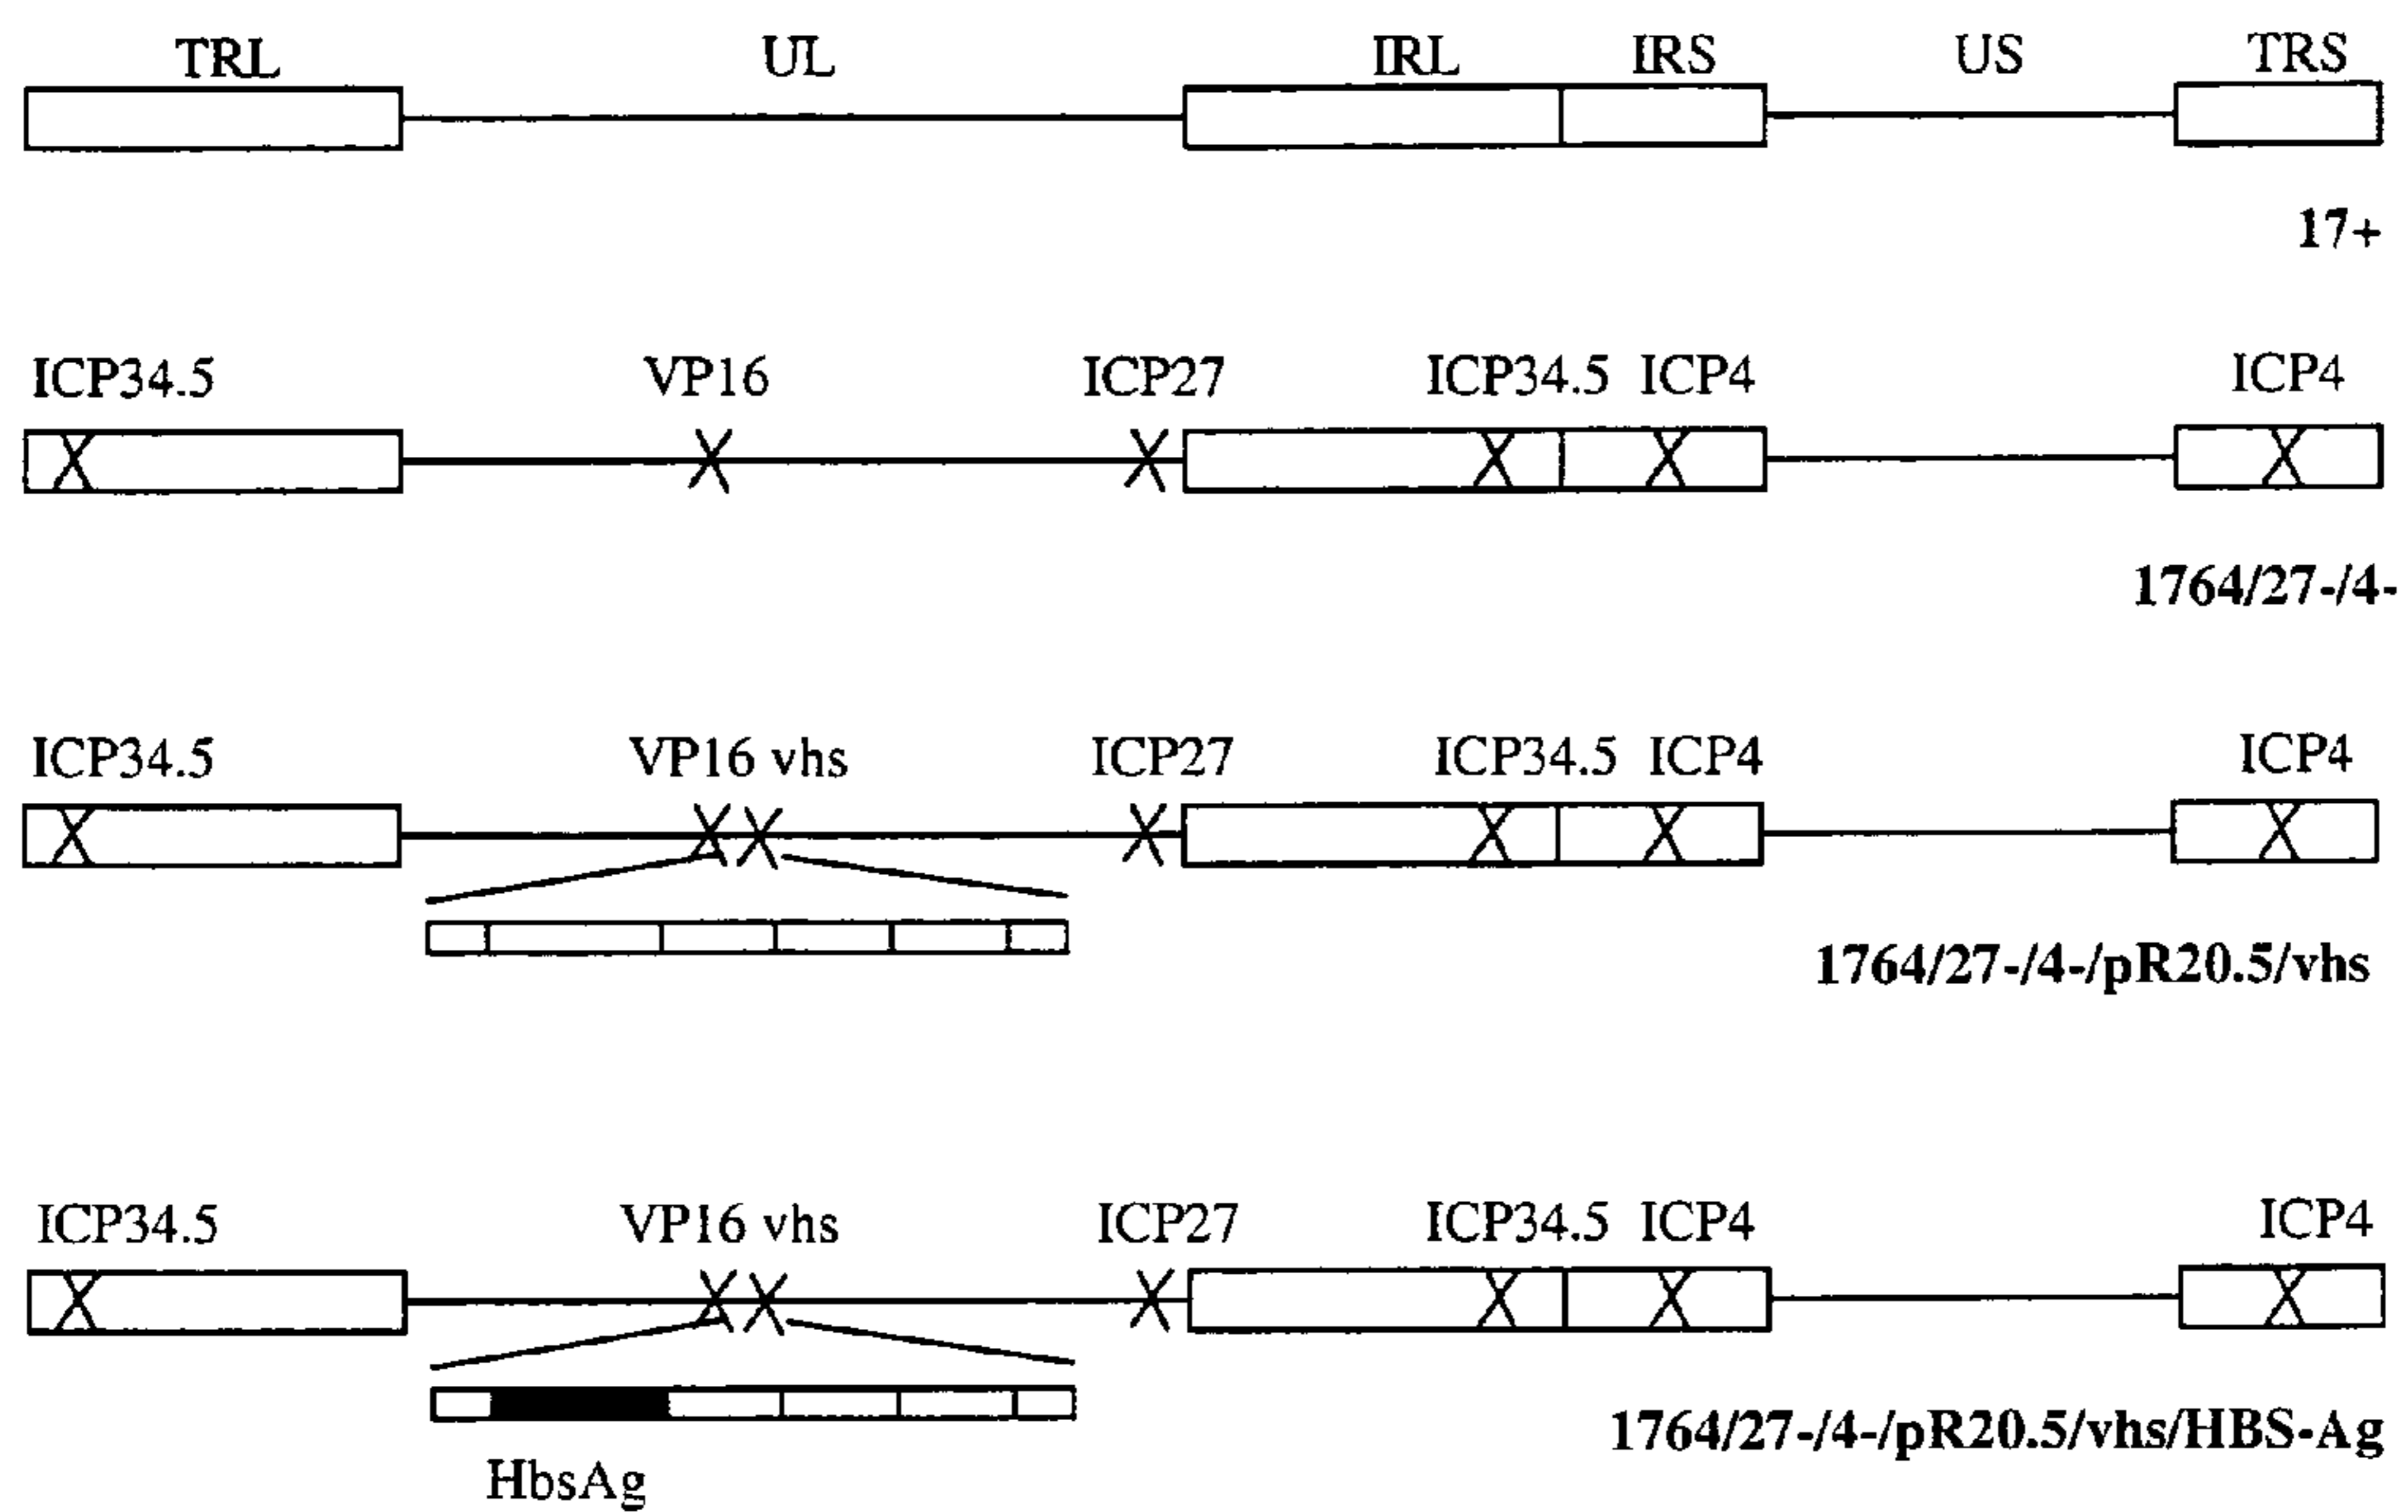 TRL UL IRL IRS US TRS
17+
ICP34.5 VP16 ICP27 ICP34.5 ICP4 ICP4
1764/27-/4-
ICP34.5 VP16 vhs ICP27 ICP34.5 ICP4 ICP4
1764/27-/4-/pR20.5/vhs
ICP34.5 VP16 vhs ICP27 ICP34.5 ICP4 ICP4
1764/27-/4-/pR20.5/vhs/HBS-Ag
HbsAg